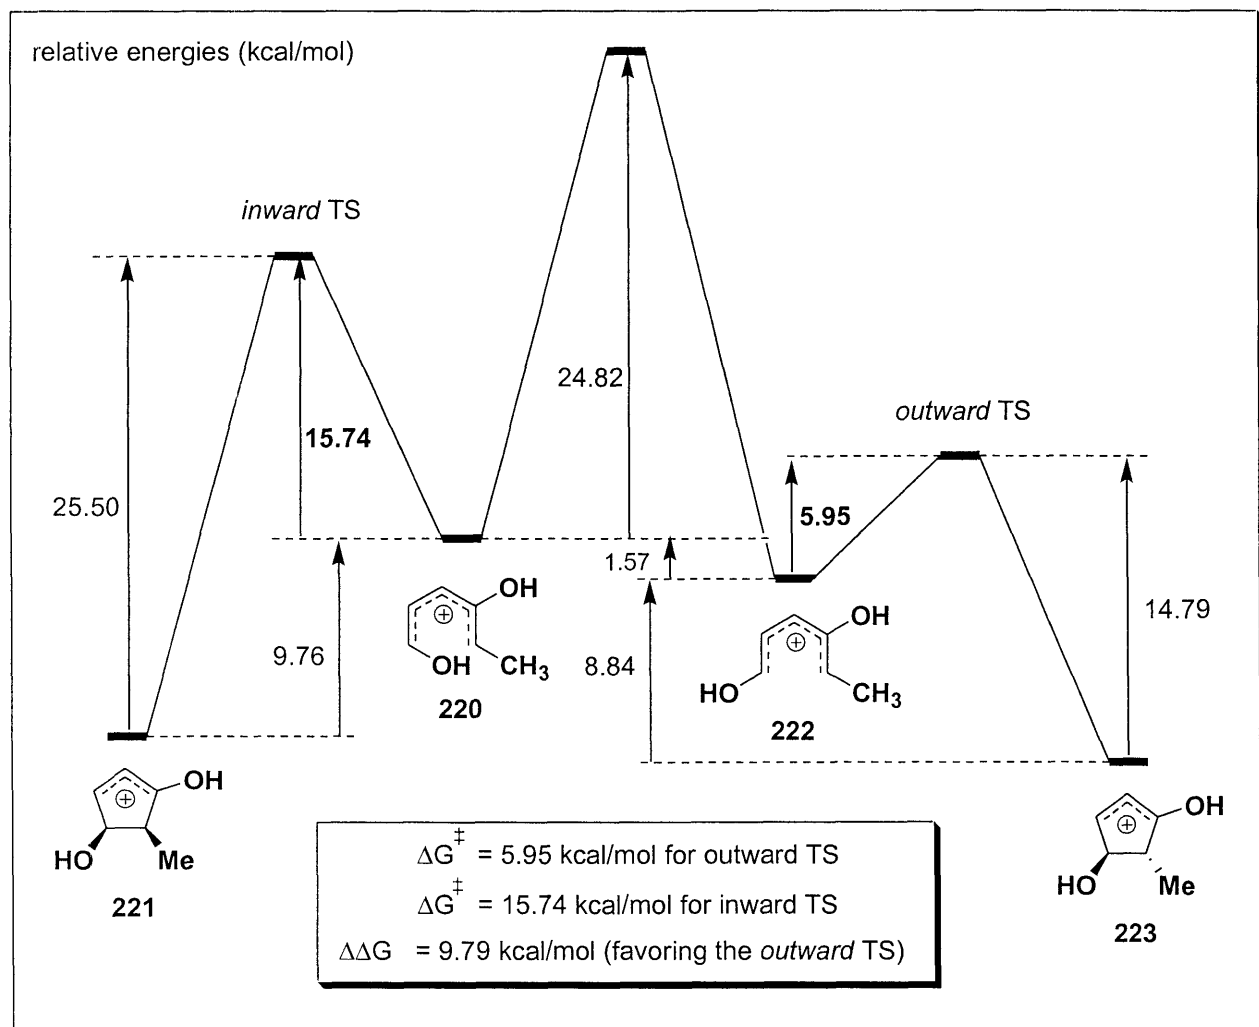 relative energies (kcal/mol)
inward TS
24.82
outward TS
15.74
25.50
5.95
1.57
OH
OH
14.79
9.76
8.84
OH
CH3
HO
CH3
220
222
OH
OH
HO
Me
HO
Me
221
223
ΔG‡ = 5.95 kcal/mol for outward TS
ΔG‡ = 15.74 kcal/mol for inward TS
ΔΔG = 9.79 kcal/mol (favoring the outward TS)